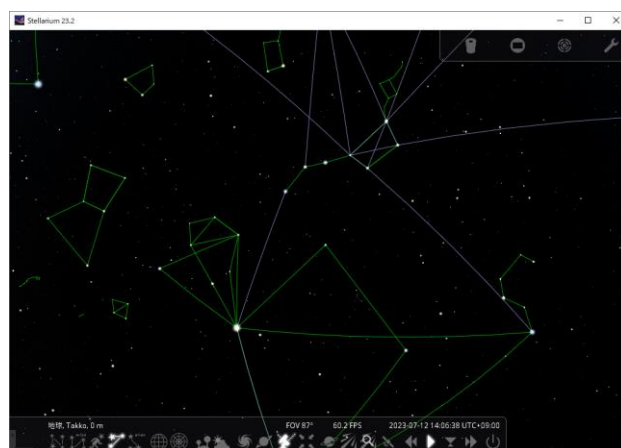 Stellarium 23.2
地球, Takko, 0 m FOV 87° 60.2 FPS 2023-07-12 14:06:38 UTC+09:00